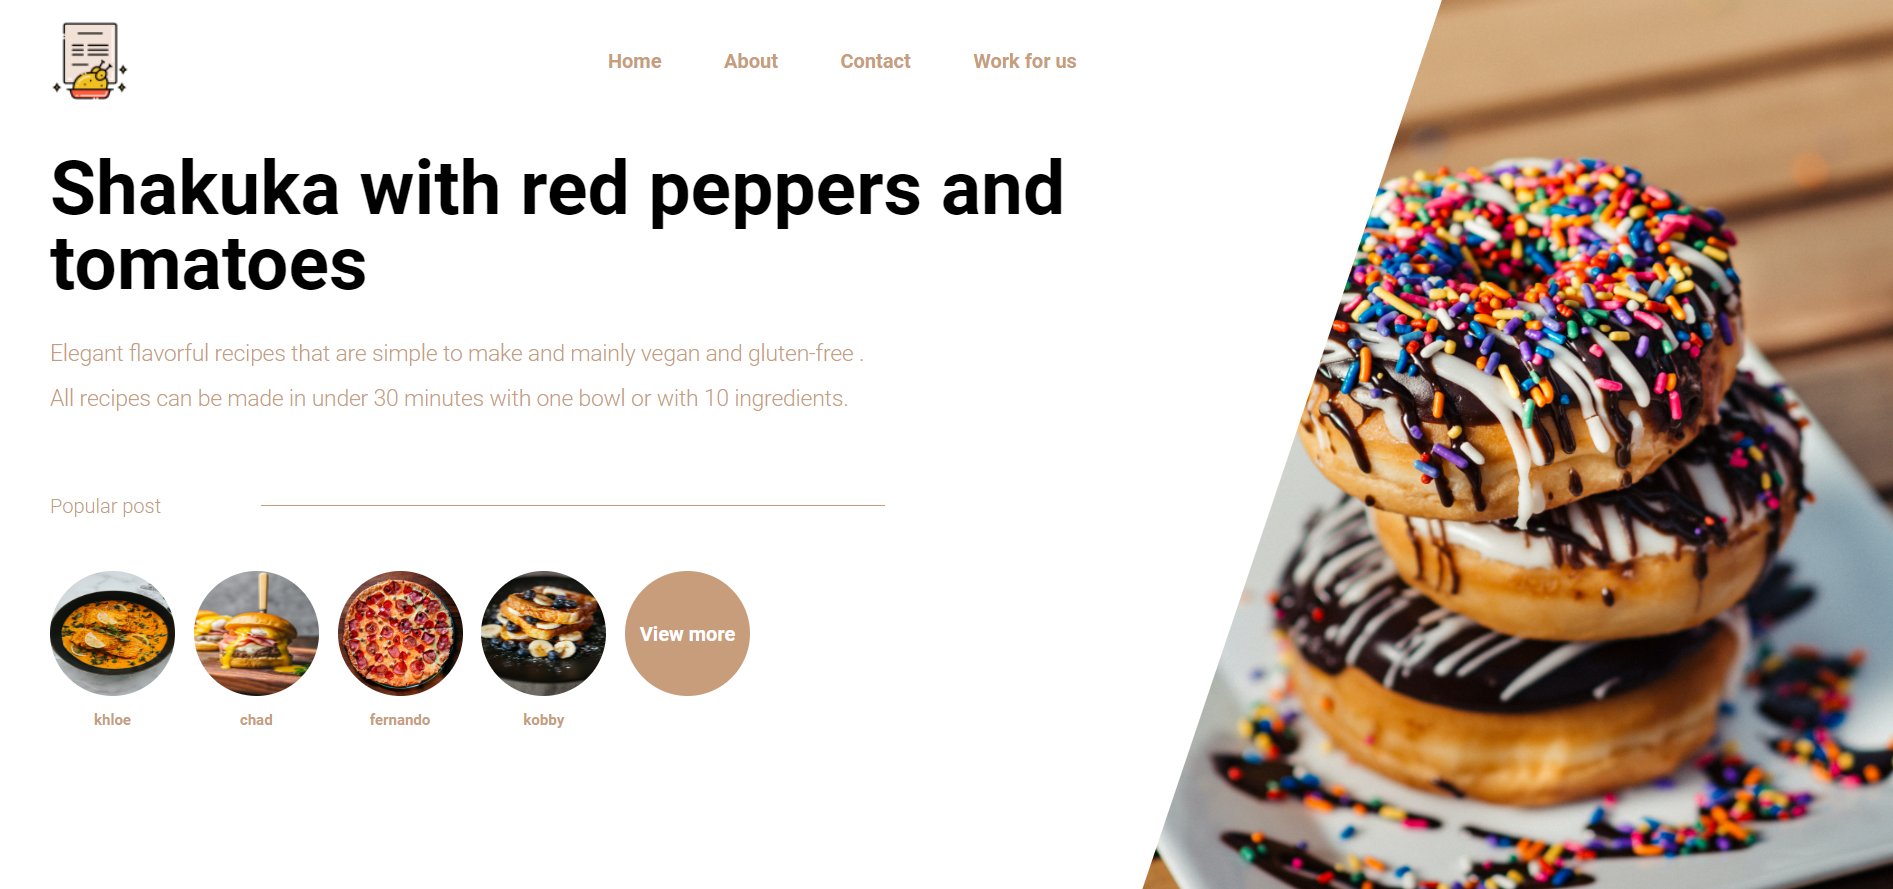 Home About Contact Work for us
Shakuka with red peppers and
tomatoes
Elegant flavorful recipes that are simple to make and mainly vegan and gluten-free .
All recipes can be made in under 30 minutes with one bowl or with 10 ingredients.
Popular post
View more
khloe chad fernando kobby